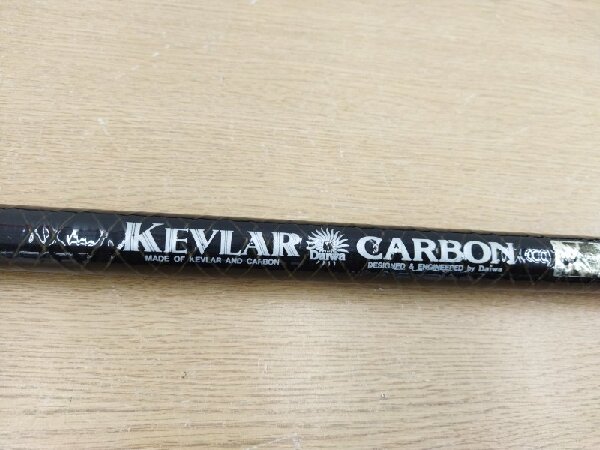 KEVLAR Daiwa CARBON
MADE OF KEVLAR AND CARBON
DESIGNED & ENGINEERED by Daiwa